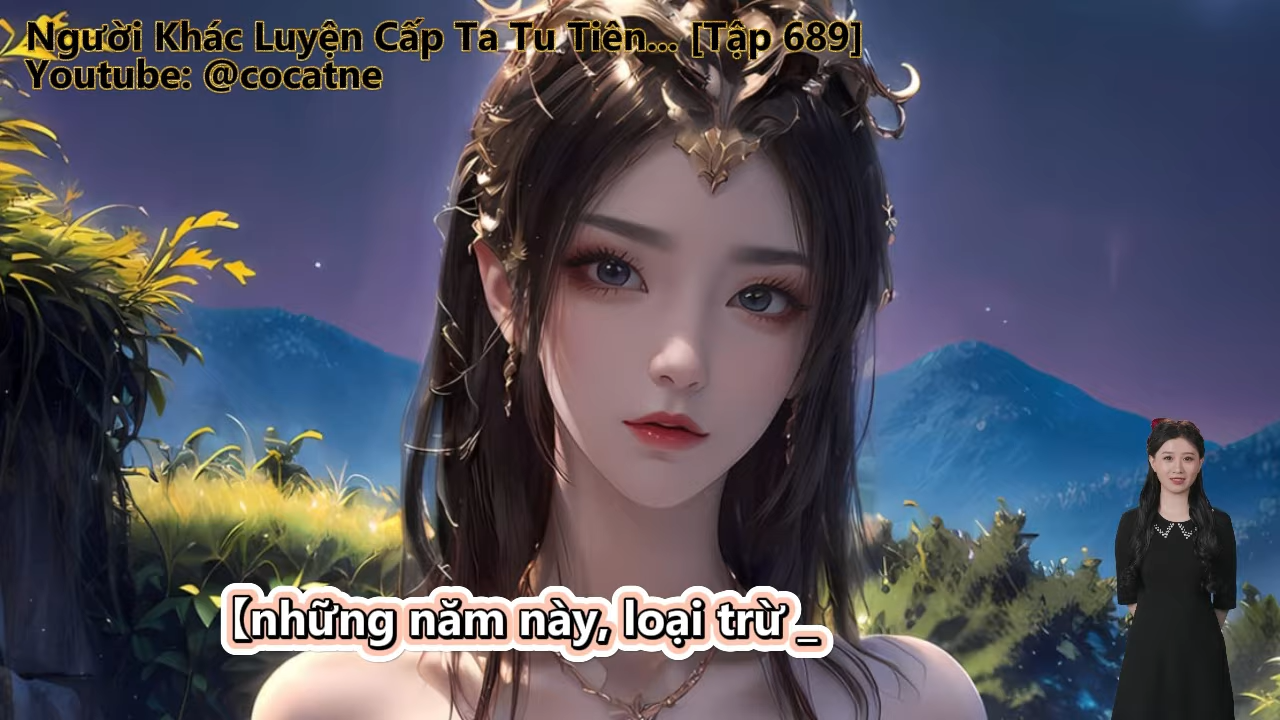 Người Khác Luyện Cấp Ta Tu Tiên... [Tập 689]
Youtube: @cocatne
【những năm này, loại trừ _